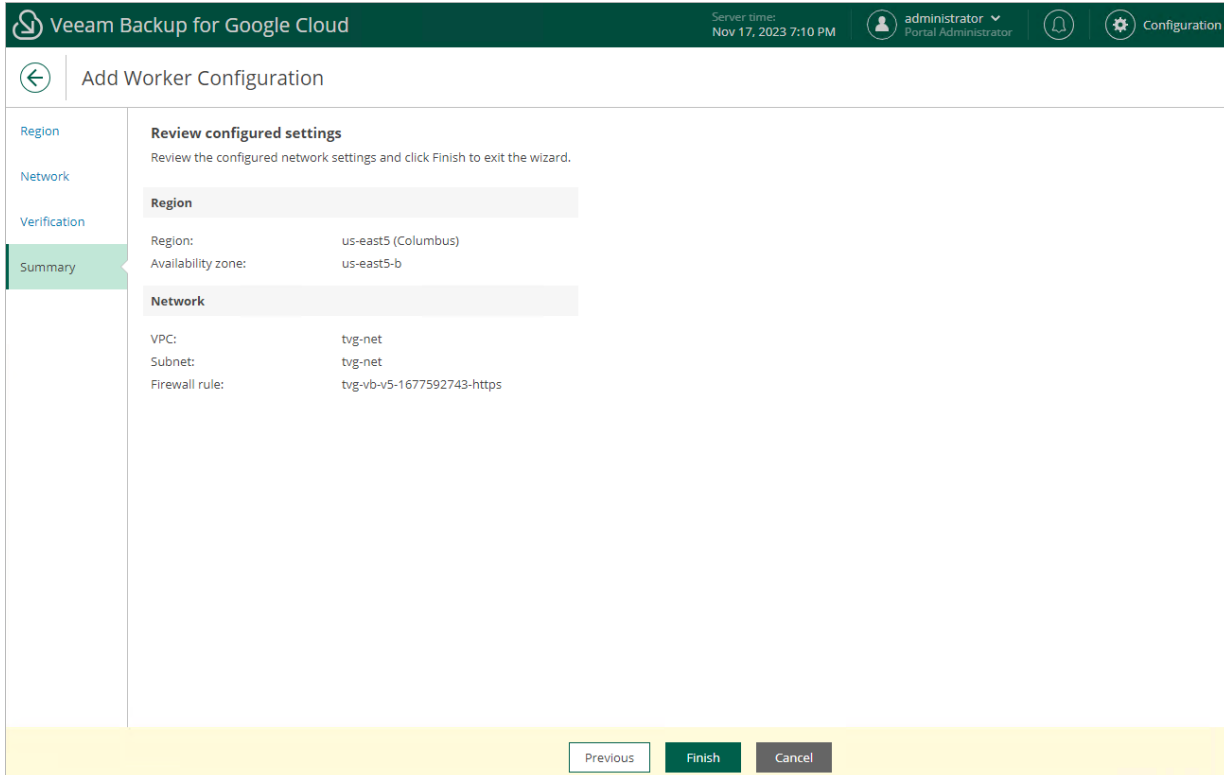 Veeam Backup for Google Cloud
Server time:
Nov 17, 2023 7:10 PM
administrator
Portal Administrator
Configuration
Add Worker Configuration
Region
Network
Verification
Summary
Review configured settings
Review the configured network settings and click Finish to exit the wizard.
Region
Region: us-east5 (Columbus)
Availability zone: us-east5-b
Network
VPC: tvg-net
Subnet: tvg-net
Firewall rule: tvg-vb-v5-1677592743-https
Previous Finish Cancel